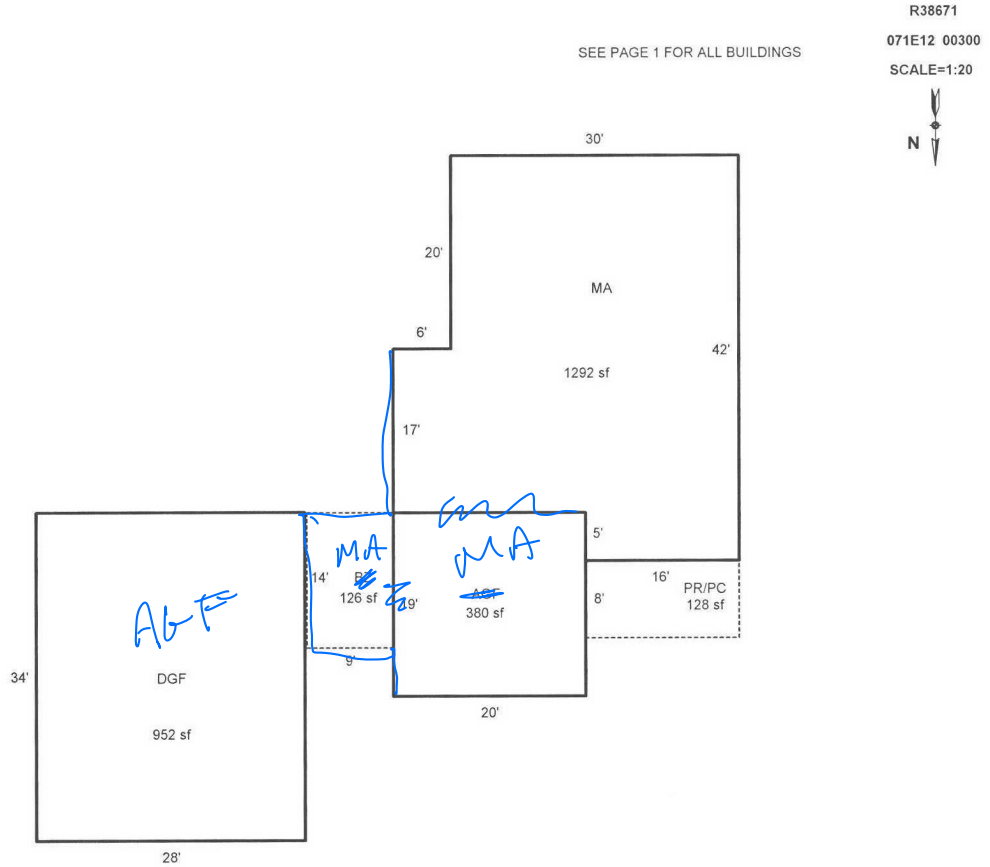 R38671
071E12 00300
SEE PAGE 1 FOR ALL BUILDINGS
SCALE=1:20
N
30'
20'
MA
6'
42'
1292 sf
17'
5'
MA
MA
14'
126 sf
19'
AGF
380 sf
16'
PR/PC
128 sf
8'
AGF
9'
34'
DGF
20'
952 sf
28'